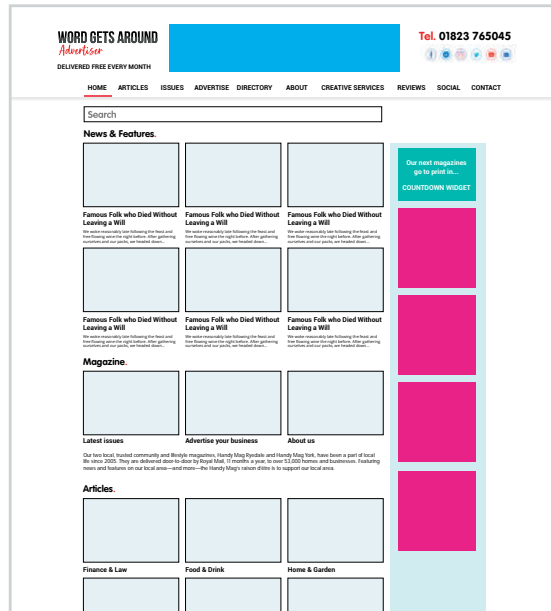 WORD GETS AROUND
Advertiser
DELIVERED FREE EVERY MONTH
Tel. 01823 765045
HOME ARTICLES ISSUES ADVERTISE DIRECTORY ABOUT CREATIVE SERVICES REVIEWS SOCIAL CONTACT
Search
News & Features.
Our next magazines
go to print in...
COUNTDOWN WIDGET
Famous Folk who Died Without
Leaving a Will
We woke reasonably late following the feast and
free flowing wine the night before. After gathering
ourselves and our packs, we headed down...
Famous Folk who Died Without
Leaving a Will
We woke reasonably late following the feast and
free flowing wine the night before. After gathering
ourselves and our packs, we headed down...
Famous Folk who Died Without
Leaving a Will
We woke reasonably late following the feast and
free flowing wine the night before. After gathering
ourselves and our packs, we headed down...
Famous Folk who Died Without
Leaving a Will
We woke reasonably late following the feast and
free flowing wine the night before. After gathering
ourselves and our packs, we headed down...
Famous Folk who Died Without
Leaving a Will
We woke reasonably late following the feast and
free flowing wine the night before. After gathering
ourselves and our packs, we headed down...
Famous Folk who Died Without
Leaving a Will
We woke reasonably late following the feast and
free flowing wine the night before. After gathering
ourselves and our packs, we headed down...
Magazine.
Latest issues
Advertise your business
About us
Our two local, trusted community and lifestyle magazines, Handy Mag Ryedale and Handy Mag York, have been a part of local
life since 2005. They are delivered door-to-door by Royal Mail, 11 months a year, to over 53,000 homes and businesses. Featuring
news and features on our local area—and more—the Handy Mag's raison d'être is to support our local area.
Articles.
Finance & Law
Food & Drink
Home & Garden